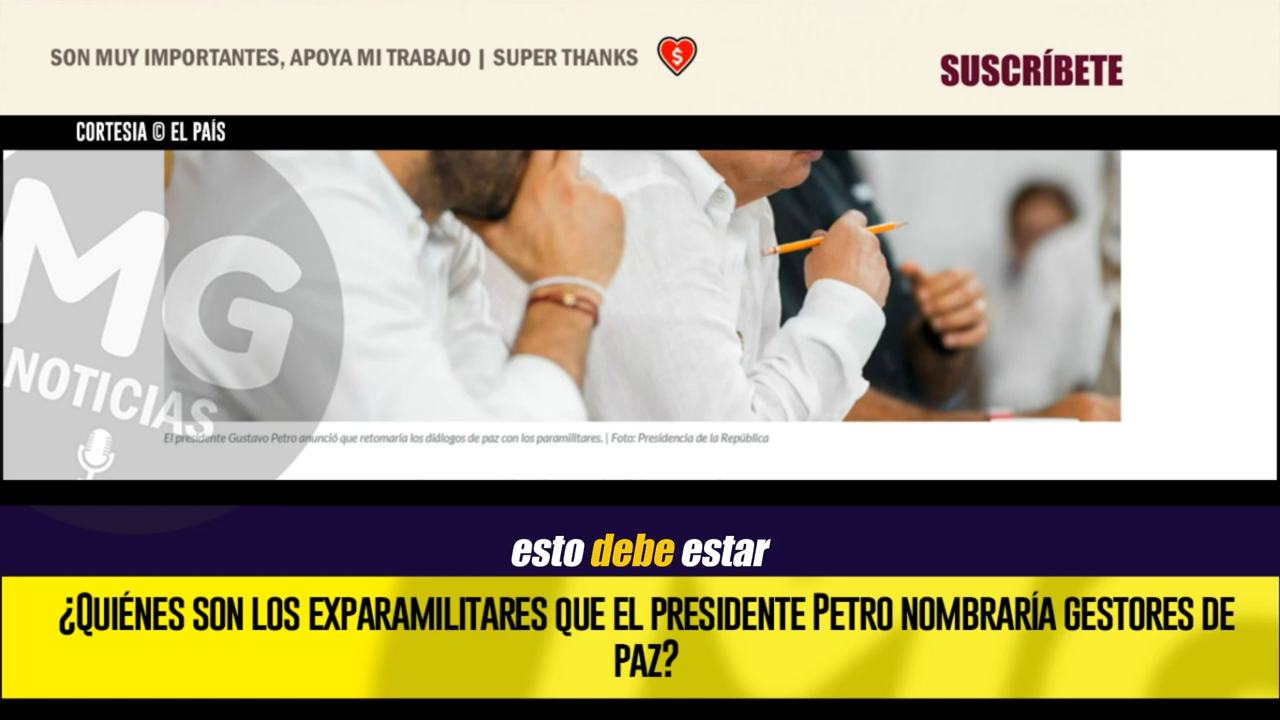 SON MUY IMPORTANTES, APOYA MI TRABAJO | SUPER THANKS
$
SUSCRÍBETE
CORTESIA © EL PAÍS
MG
NOTICIAS
El presidente Gustavo Petro anunció que retomaría los diálogos de paz con los paramilitares. | Foto: Presidencia de la República
esto debe estar
¿QUIÉNES SON LOS EXPARAMILITARES QUE EL PRESIDENTE PETRO NOMBRARÍA GESTORES DE
PAZ?